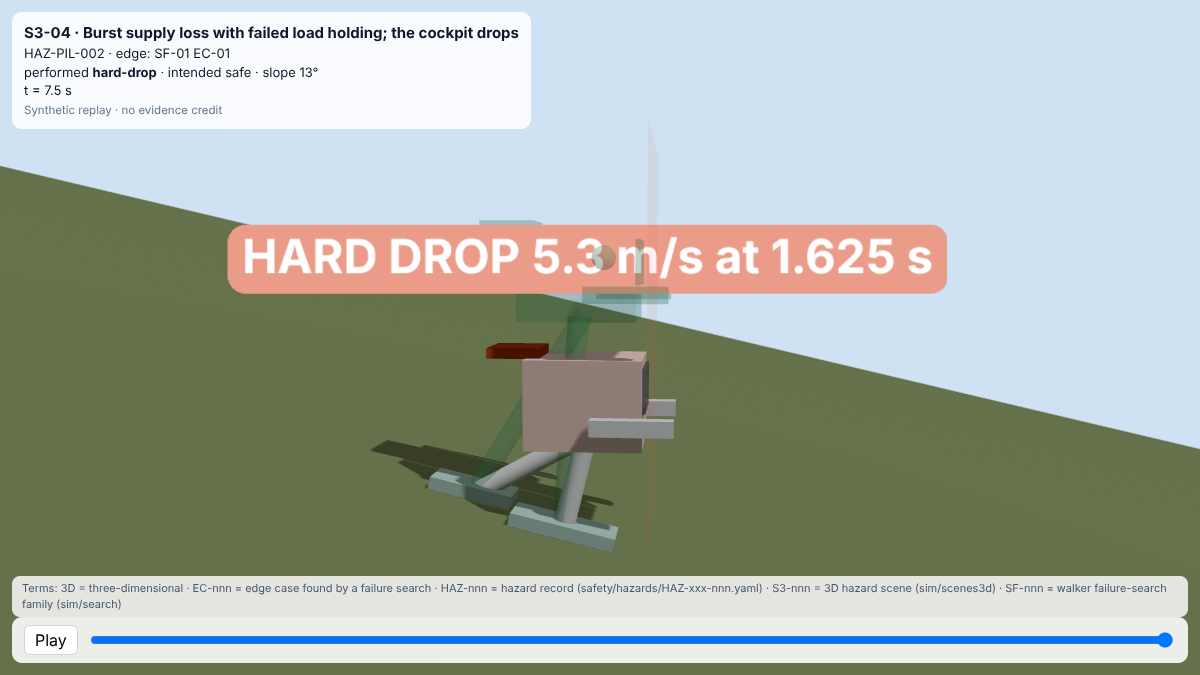 S3-04 · Burst supply loss with failed load holding; the cockpit drops
HAZ-PIL-002 · edge: SF-01 EC-01
performed hard-drop · intended safe · slope 13°
t = 7.5 s
Synthetic replay · no evidence credit
HARD DROP 5.3 m/s at 1.625 s
Terms: 3D = three-dimensional · EC-nnn = edge case found by a failure search · HAZ-nnn = hazard record (safety/hazards/HAZ-xxx-nnn.yaml) · S3-nnn = 3D hazard scene (sim/scenes3d) · SF-nnn = walker failure-search
family (sim/search)
Play